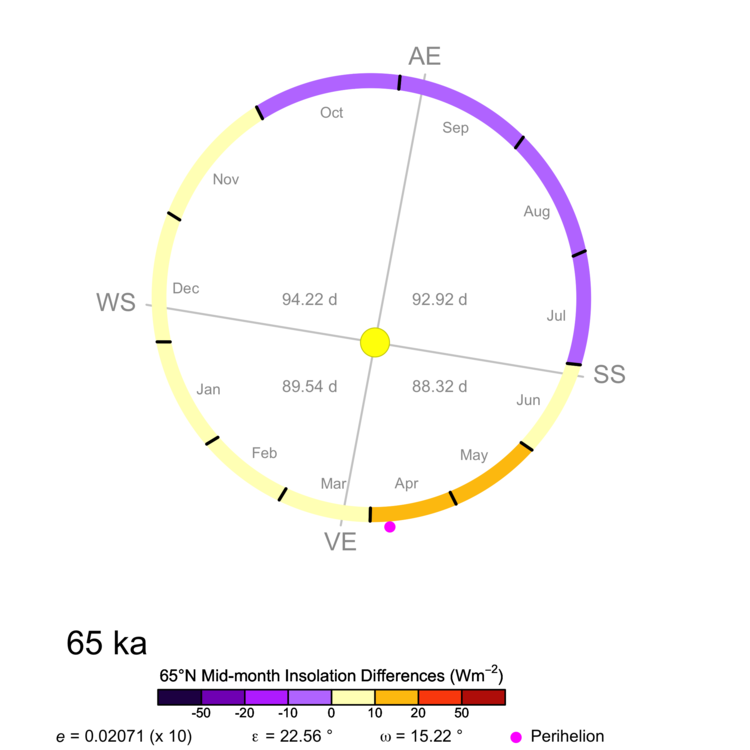 AE
Oct
Sep
Nov
Aug
Dec
WS
94.22 d
92.92 d
Jul
SS
89.54 d
88.32 d
Jan
Jun
Feb
May
Mar
Apr
VE
65 ka
65°N Mid-month Insolation Differences (Wm⁻²)
-50 -20 -10 0 10 20 50
e = 0.02071 (x 10) ε = 22.56 ° ω = 15.22 ° Perihelion